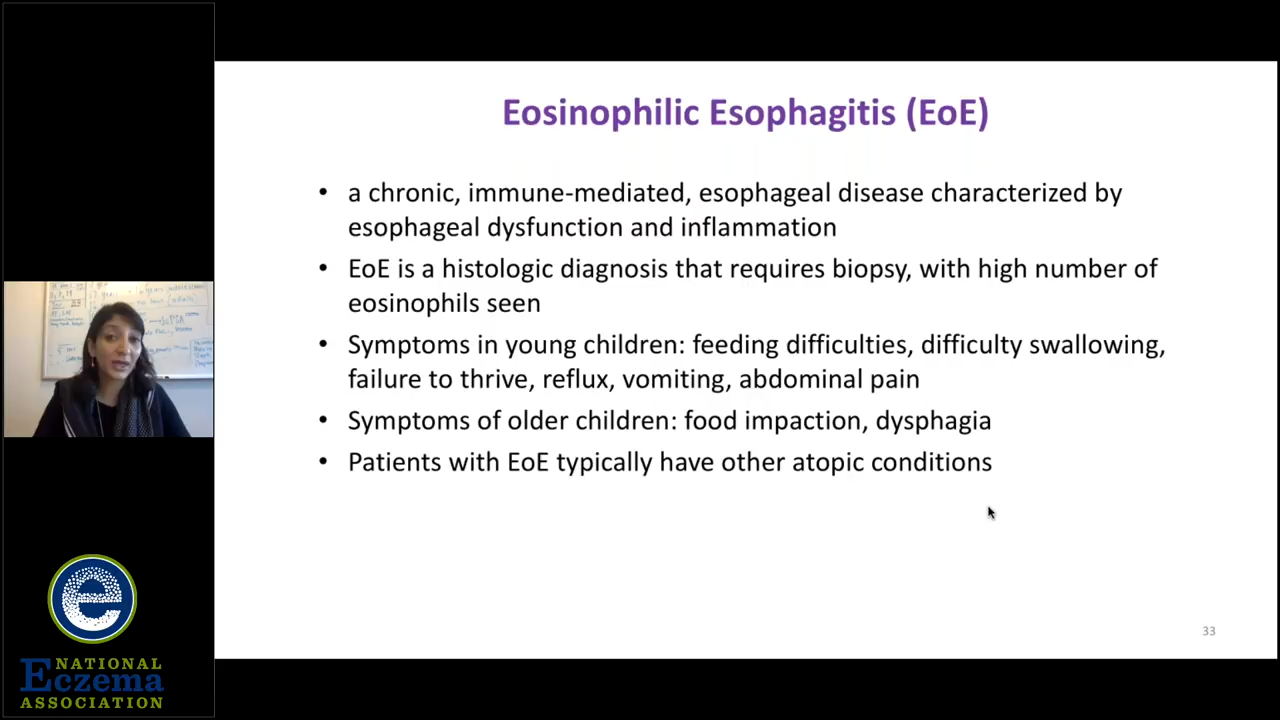 Eosinophilic Esophagitis (EoE)
• a chronic, immune-mediated, esophageal disease characterized by
esophageal dysfunction and inflammation
• EoE is a histologic diagnosis that requires biopsy, with high number of
eosinophils seen
• Symptoms in young children: feeding difficulties, difficulty swallowing,
failure to thrive, reflux, vomiting, abdominal pain
• Symptoms of older children: food impaction, dysphagia
• Patients with EoE typically have other atopic conditions
33
e
NATIONAL
Eczema
ASSOCIATION